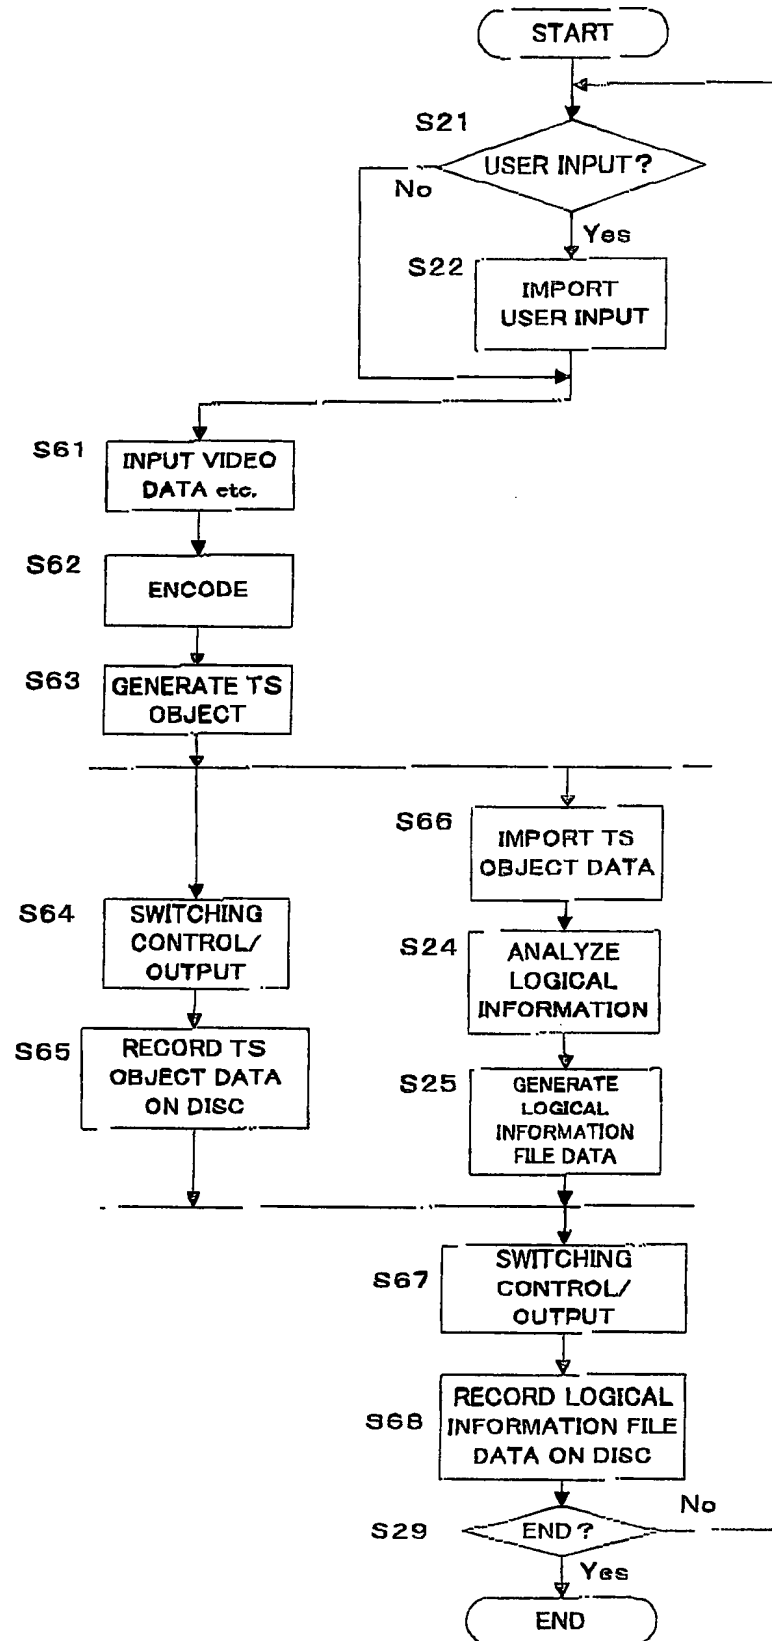 START
S21
USER INPUT?
No
Yes
S22
IMPORT
USER INPUT
S61
INPUT VIDEO
DATA etc.
S62
ENCODE
S63
GENERATE TS
OBJECT
S66
IMPORT TS
OBJECT DATA
S64
SWITCHING
CONTROL/
OUTPUT
S24
ANALYZE
LOGICAL
INFORMATION
S65
RECORD TS
OBJECT DATA
ON DISC
S25
GENERATE
LOGICAL
INFORMATION
FILE DATA
S67
SWITCHING
CONTROL/
OUTPUT
S68
RECORD LOGICAL
INFORMATION FILE
DATA ON DISC
S29
END?
No
Yes
END